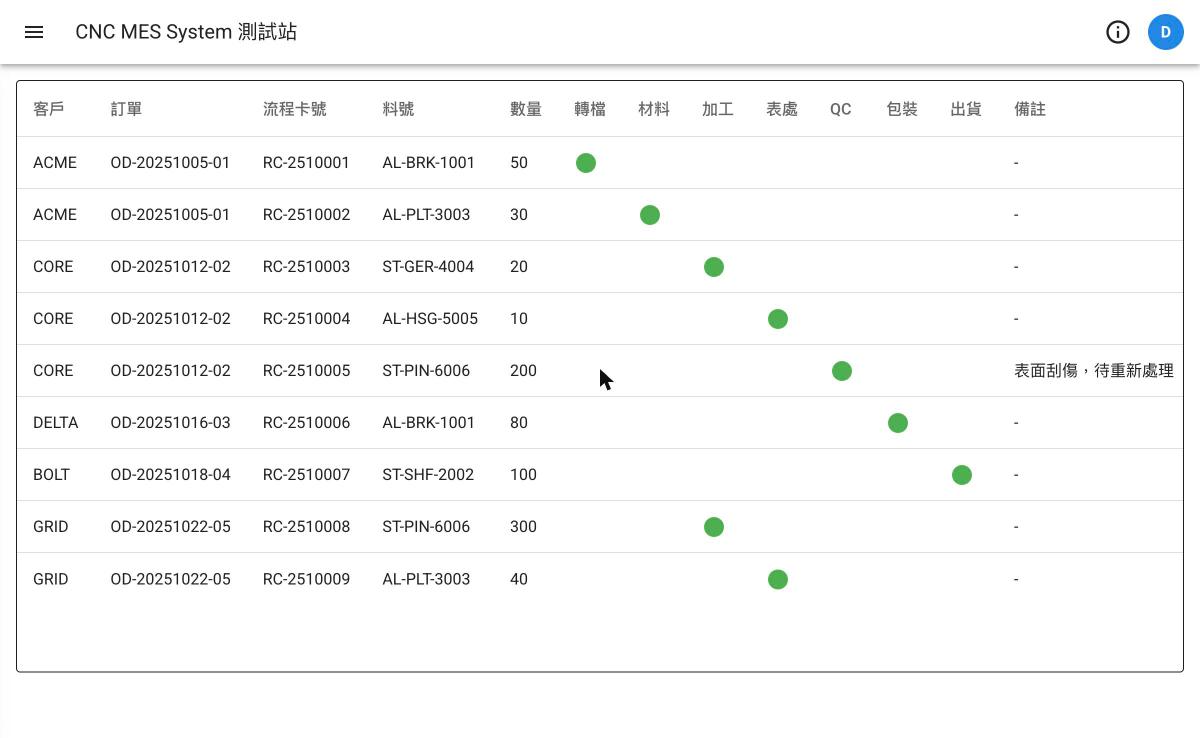 CNC MES System 測試站
D
客戶 訂單 流程卡號 料號 數量 轉檔 材料 加工 表處 QC 包裝 出貨 備註
ACME OD-20251005-01 RC-2510001 AL-BRK-1001 50 -
ACME OD-20251005-01 RC-2510002 AL-PLT-3003 30 -
CORE OD-20251012-02 RC-2510003 ST-GER-4004 20 -
CORE OD-20251012-02 RC-2510004 AL-HSG-5005 10 -
CORE OD-20251012-02 RC-2510005 ST-PIN-6006 200 表面刮傷，待重新處理
DELTA OD-20251016-03 RC-2510006 AL-BRK-1001 80 -
BOLT OD-20251018-04 RC-2510007 ST-SHF-2002 100 -
GRID OD-20251022-05 RC-2510008 ST-PIN-6006 300 -
GRID OD-20251022-05 RC-2510009 AL-PLT-3003 40 -